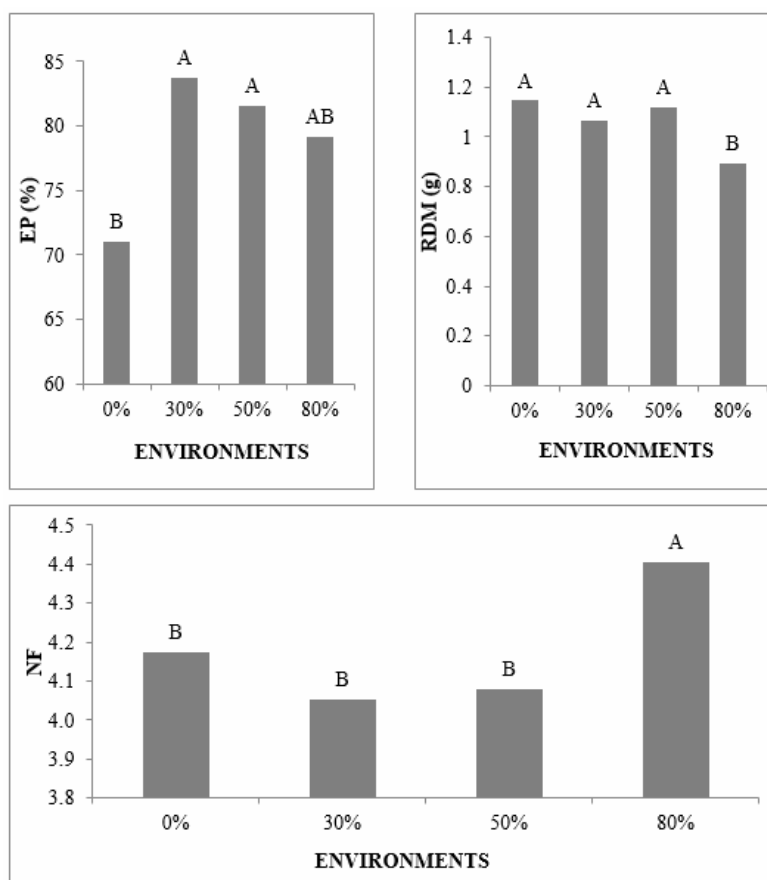 EP (%)
85
80
75
70
65
60
B
A
A
AB
0% 30% 50% 80%
ENVIRONMENTS
RDM (g)
1.4
1.2
1
0.8
0.6
0.4
0.2
0
A
A
A
B
0% 30% 50% 80%
ENVIRONMENTS
NF
4.5
4.4
4.3
4.2
4.1
4.0
3.9
3.8
B
B
B
A
0% 30% 50% 80%
ENVIRONMENTS